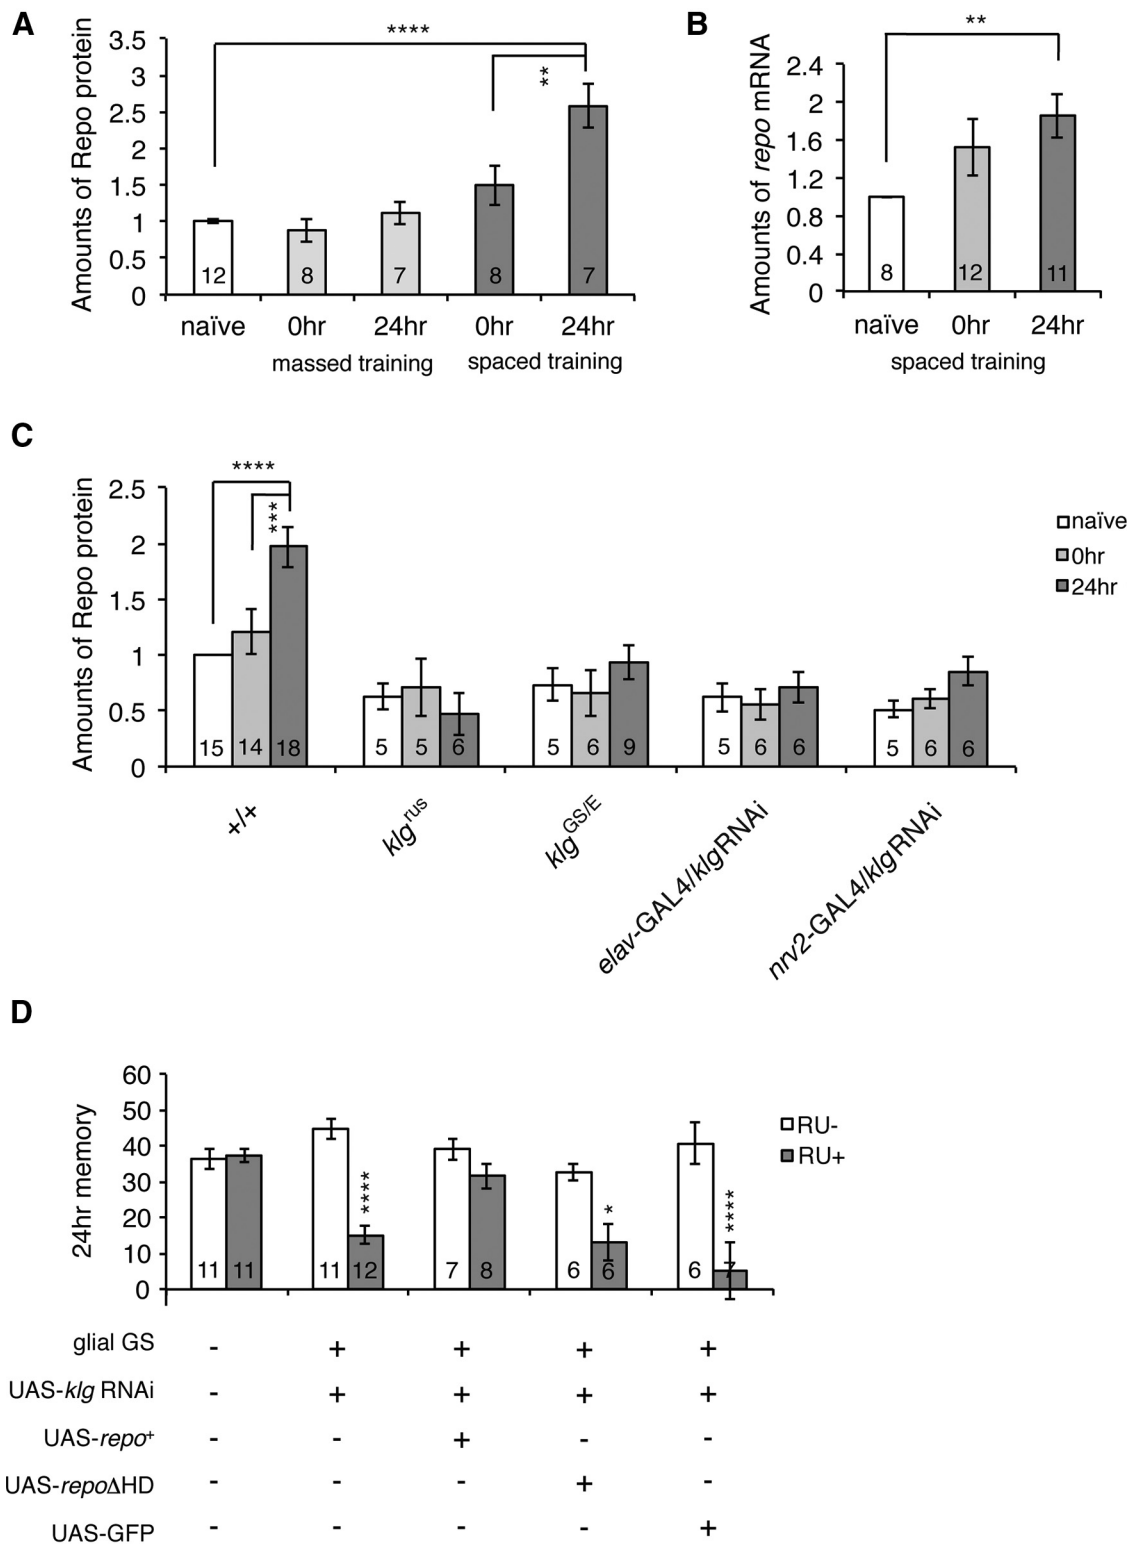 A
Amounts of Repo protein
3.5
3
2.5
2
1.5
1
0.5
0
****
**
12
8
7
8
7
naïve
0hr
24hr
0hr
24hr
massed training
spaced training
B
Amounts of repo mRNA
2.4
2
1.6
1.2
0.8
0.4
0
**
8
12
11
naïve
0hr
24hr
spaced training
C
Amounts of Repo protein
2.5
2
1.5
1
0.5
0
****
***
15
14
18
5
5
6
5
6
9
5
6
6
5
6
6
naïve
0hr
24hr
+/+
klg rus
klg GS/E
elav-GAL4/klgRNAi
nrv2-GAL4/klgRNAi
D
24hr memory
60
50
40
30
20
10
0
****
*
****
11
11
11
12
7
8
6
6
6
7
RU-
RU+
glial GS - + + + +
UAS-klg RNAi - + + + +
UAS-repo+ - - + - -
UAS-repoΔHD - - - + -
UAS-GFP - - - - +